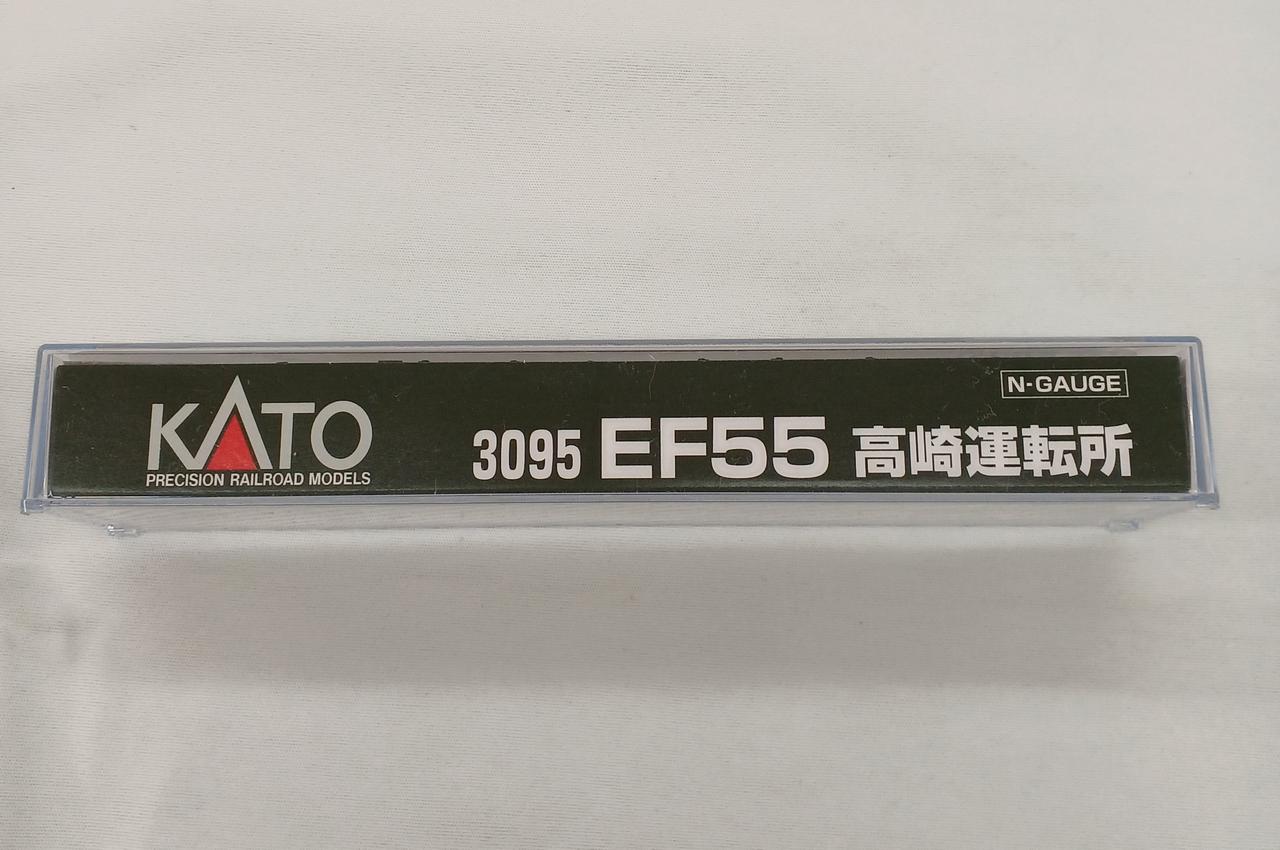 KATO
PRECISION RAILROAD MODELS
N-GAUGE
3095 EF55 高崎運転所